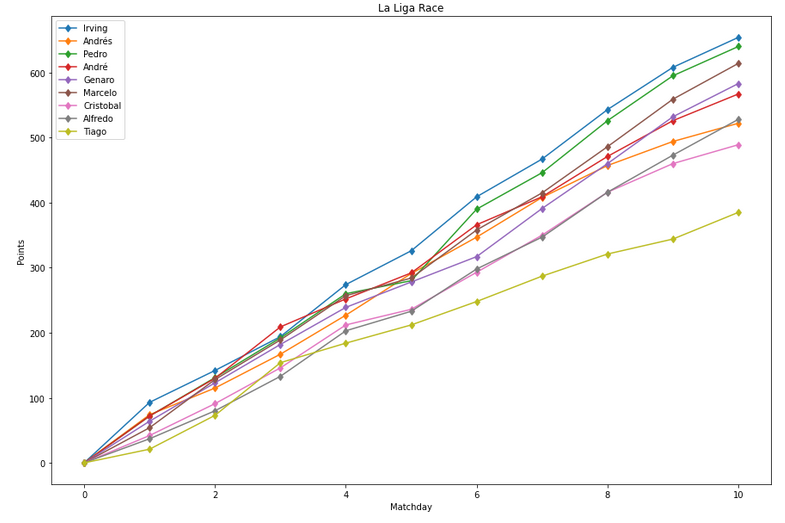 La Liga Race
Irving
Andrés
Pedro
André
Genaro
Marcelo
Cristobal
Alfredo
Tiago
Points
600
500
400
300
200
100
0
0 2 4 6 8 10
Matchday